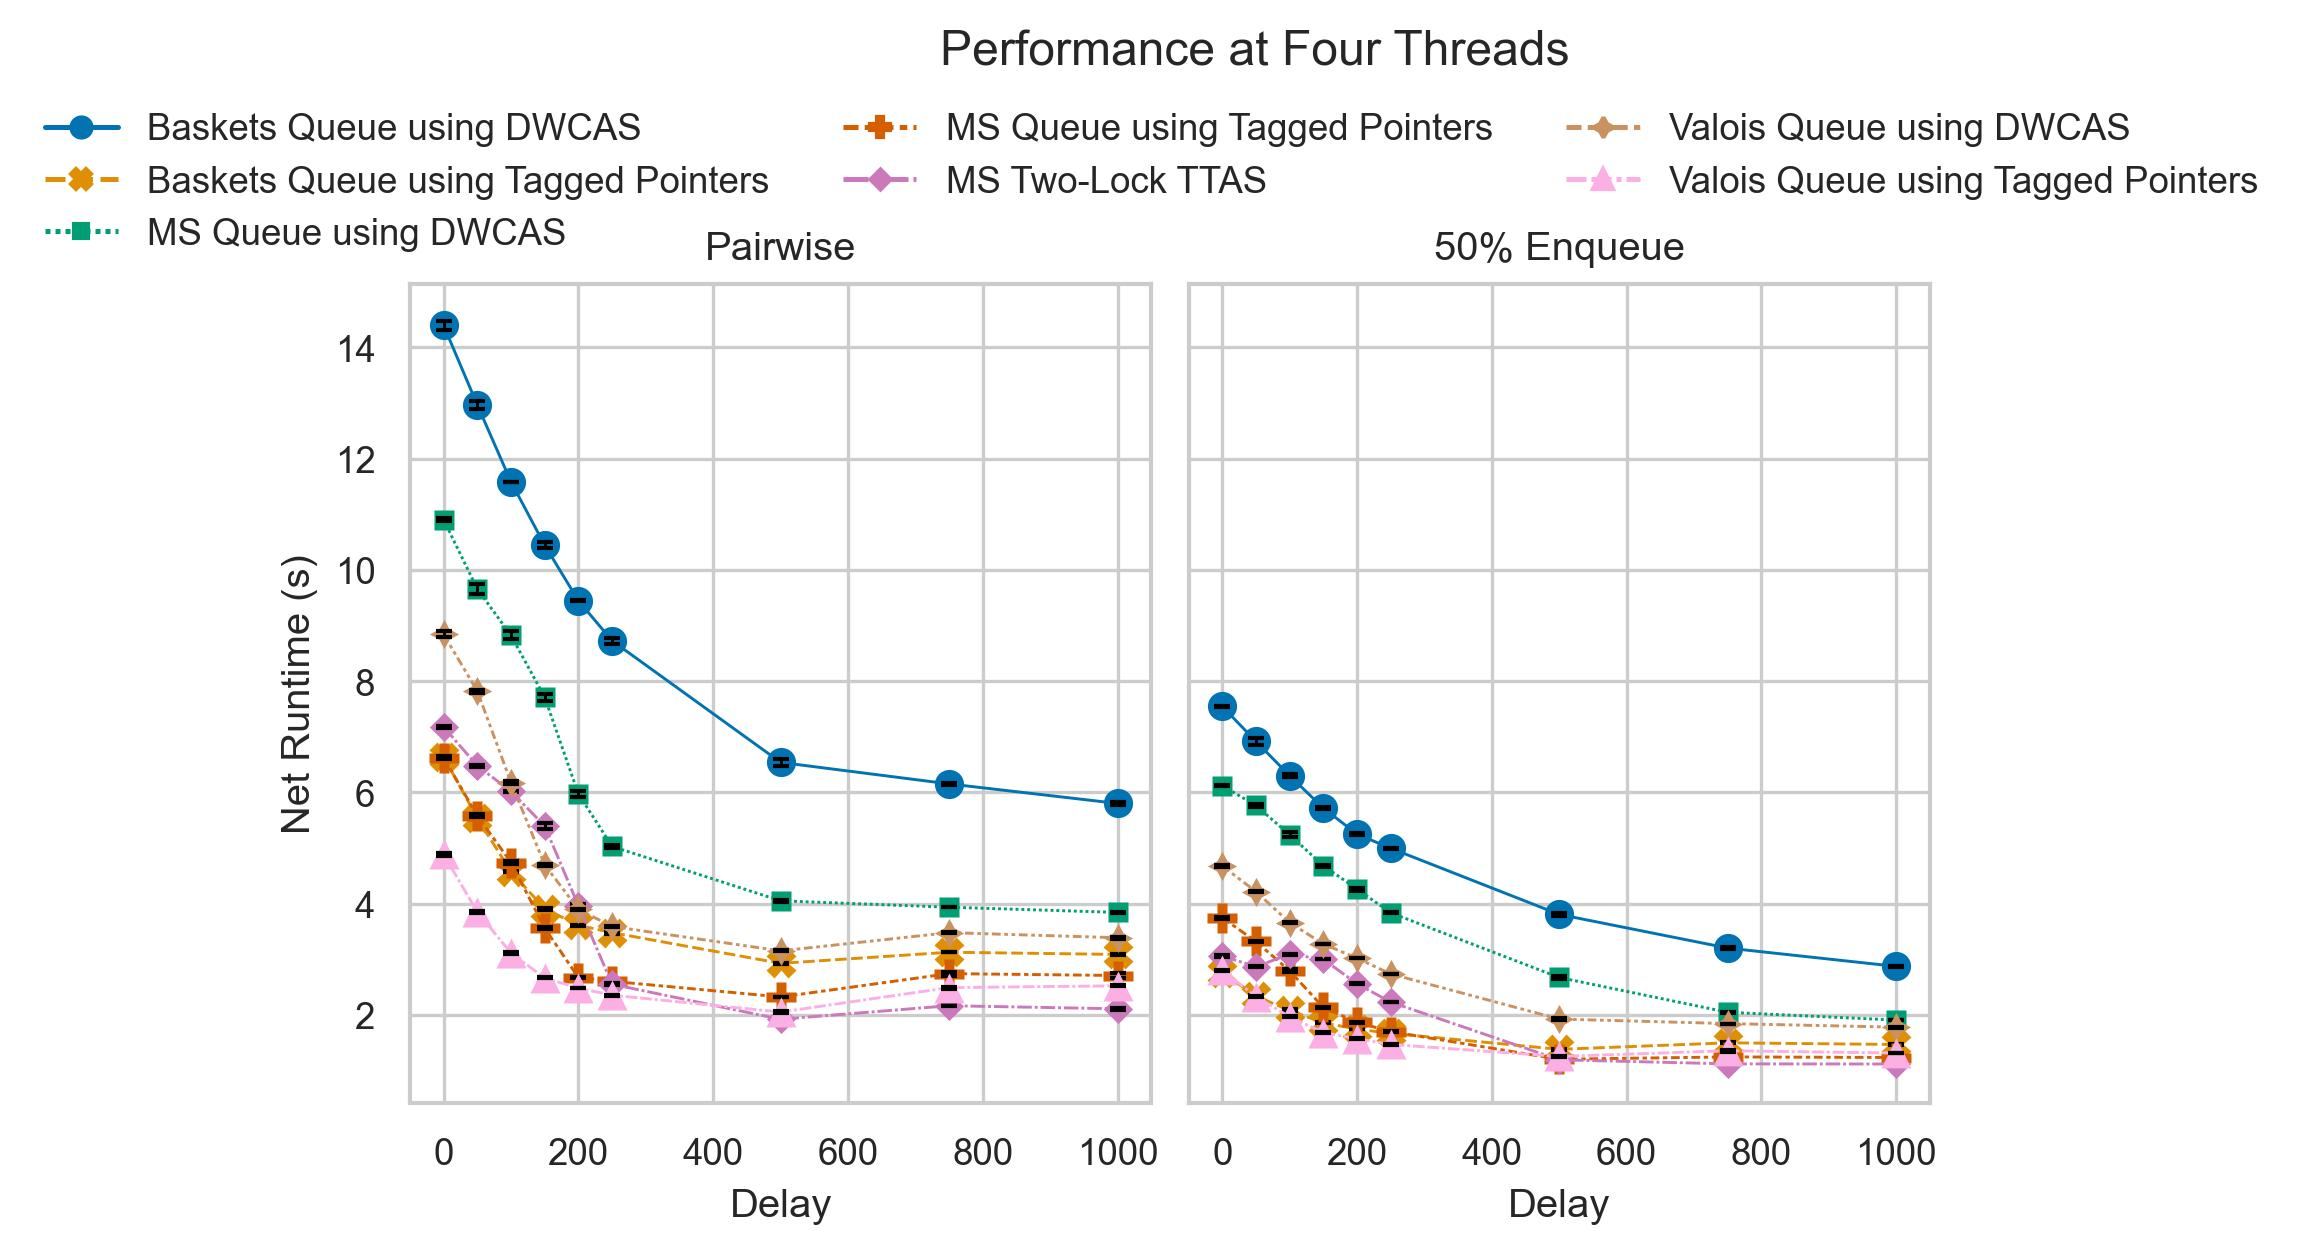 Performance at Four Threads
Baskets Queue using DWCAS
Baskets Queue using Tagged Pointers
MS Queue using DWCAS
MS Queue using Tagged Pointers
MS Two-Lock TTAS
Valois Queue using DWCAS
Valois Queue using Tagged Pointers
Pairwise
50% Enqueue
Net Runtime (s)
14
12
10
8
6
4
2
0 200 400 600 800 1000
0 200 400 600 800 1000
Delay
Delay